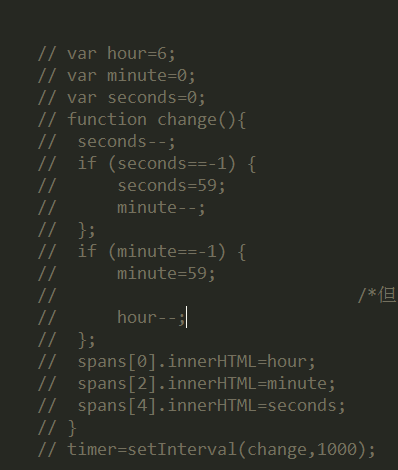 // var hour=6;
// var minute=0;
// var seconds=0;
// function change(){
//  seconds--;
//  if (seconds==-1) {
//      seconds=59;
//      minute--;
//  };
//  if (minute==-1) {
//      minute=59;
//                              /*但
//      hour--;
//  };
//  spans[0].innerHTML=hour;
//  spans[2].innerHTML=minute;
//  spans[4].innerHTML=seconds;
// }
// timer=setInterval(change,1000);